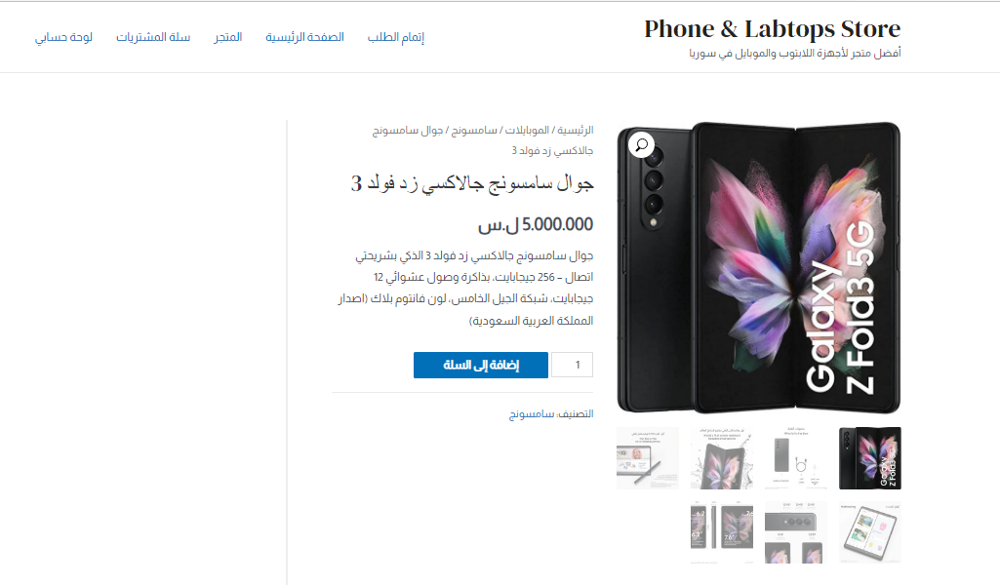 Phone & Labtops Store
أفضل متجر لأجهزة اللابتوب والموبايل في سوريا
إتمام الطلب
الصفحة الرئيسية
المتجر
سلة المشتريات
لوحة حسابي
الرئيسية / الموبايلات / سامسونج / جوال سامسونج
جالاكسي زد فولد 3
جوال سامسونج جالاكسي زد فولد 3
5.000.000 ل.س
جوال سامسونج جالاكسي زد فولد 3 الذكي بشريحتي
اتصال – 256 جيجابايت، بذاكرة وصول عشوائي 12
جيجابايت، شبكة الجيل الخامس، لون فانتوم بلاك (اصدار
المملكة العربية السعودية)
1
إضافة إلى السلة
التصنيف: سامسونج
Galaxy
Z Fold3 5G
Galaxy
Z Fold3 5G